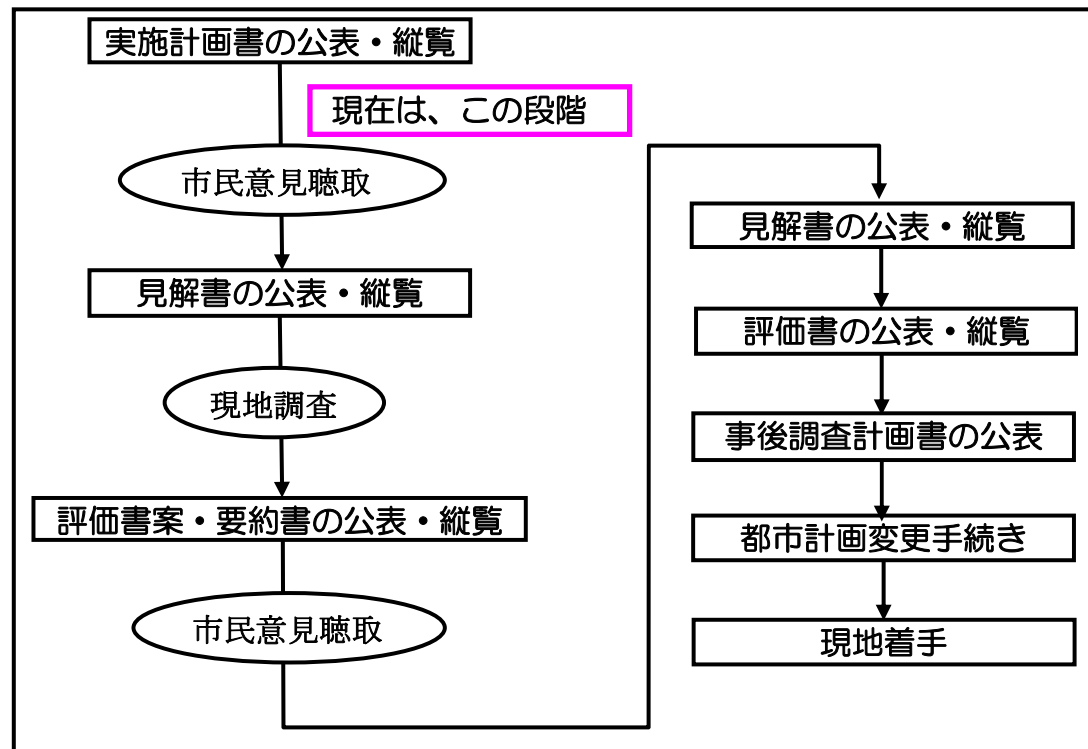 実施計画書の公表・縦覧
現在は、この段階
市民意見聴取
見解書の公表・縦覧
現地調査
評価書案・要約書の公表・縦覧
市民意見聴取
見解書の公表・縦覧
評価書の公表・縦覧
事後調査計画書の公表
都市計画変更手続き
現地着手